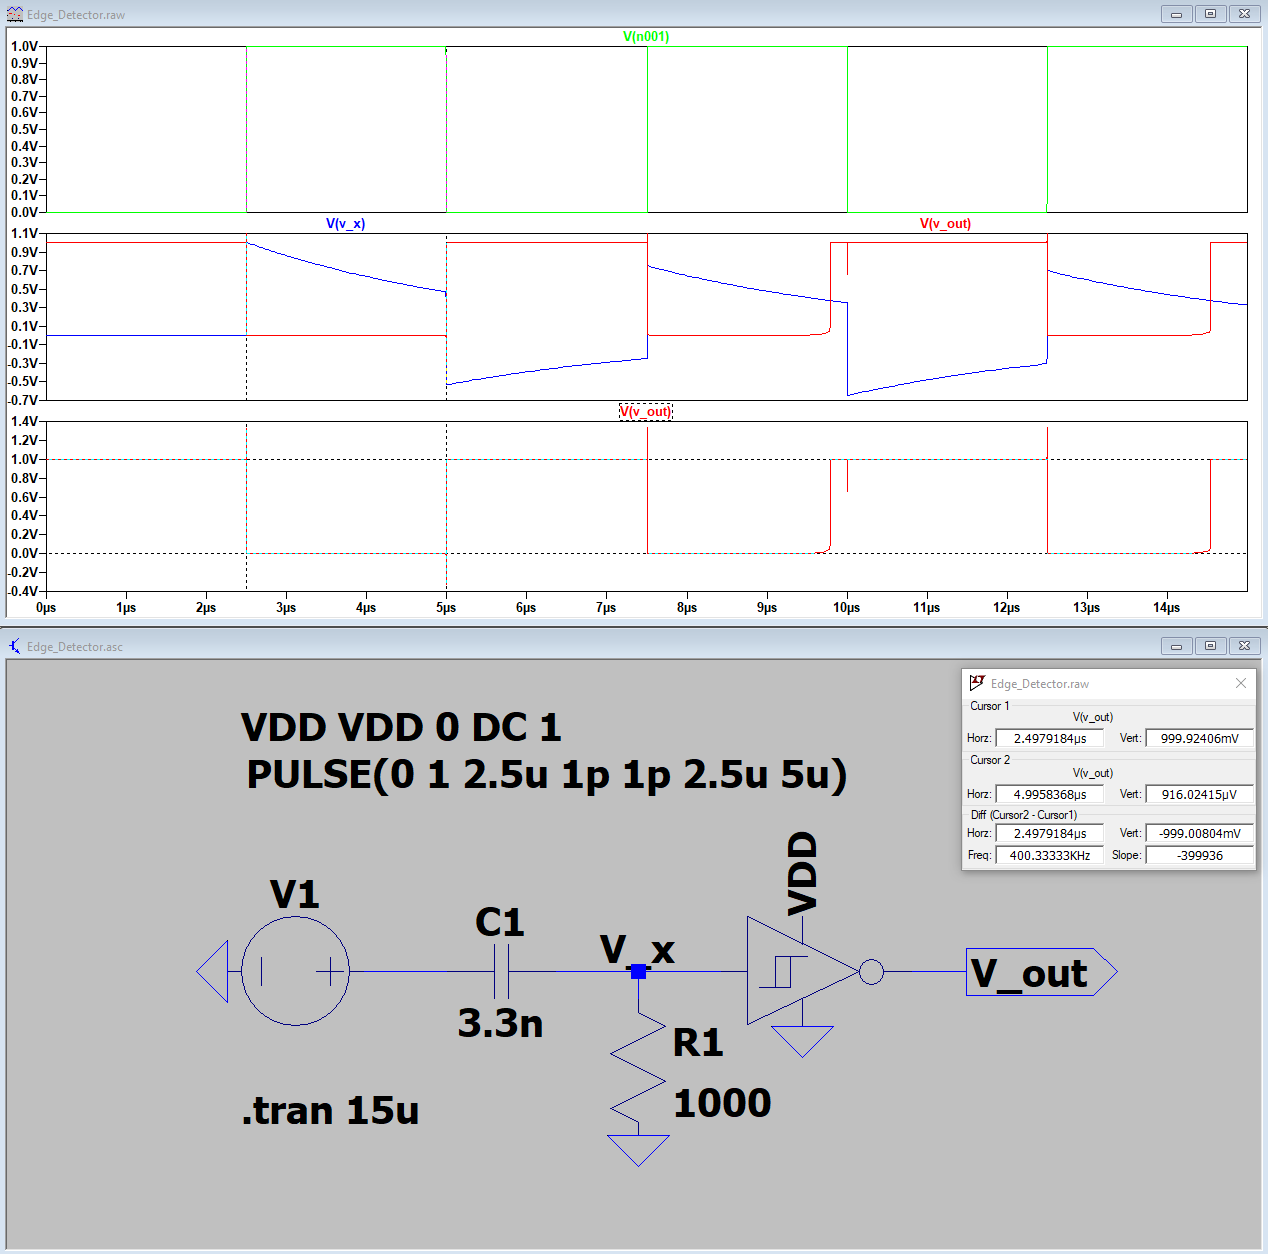 Edge_Detector.raw
V(n001)
1.0V
0.9V
0.8V
0.7V
0.6V
0.5V
0.4V
0.3V
0.2V
0.1V
0.0V
V(v_x) V(v_out)
1.1V
0.9V
0.7V
0.5V
0.3V
0.1V
-0.1V
-0.3V
-0.5V
-0.7V
V(v_out)
1.4V
1.2V
1.0V
0.8V
0.6V
0.4V
0.2V
0.0V
-0.2V
-0.4V
0µs 1µs 2µs 3µs 4µs 5µs 6µs 7µs 8µs 9µs 10µs 11µs 12µs 13µs 14µs
Edge_Detector.asc
VDD VDD 0 DC 1
PULSE(0 1 2.5u 1p 1p 2.5u 5u)
V1
C1
3.3n
V_x
R1
1000
VDD
V_out
.tran 15u
Edge_Detector.raw
Cursor 1
V(v_out)
Horz: 2.4979184µs Vert: 999.92406mV
Cursor 2
V(v_out)
Horz: 4.9958368µs Vert: 916.02415µV
Diff (Cursor2 - Cursor1)
Horz: 2.4979184µs Vert: -999.00804mV
Freq: 400.33333KHz Slope: -399936